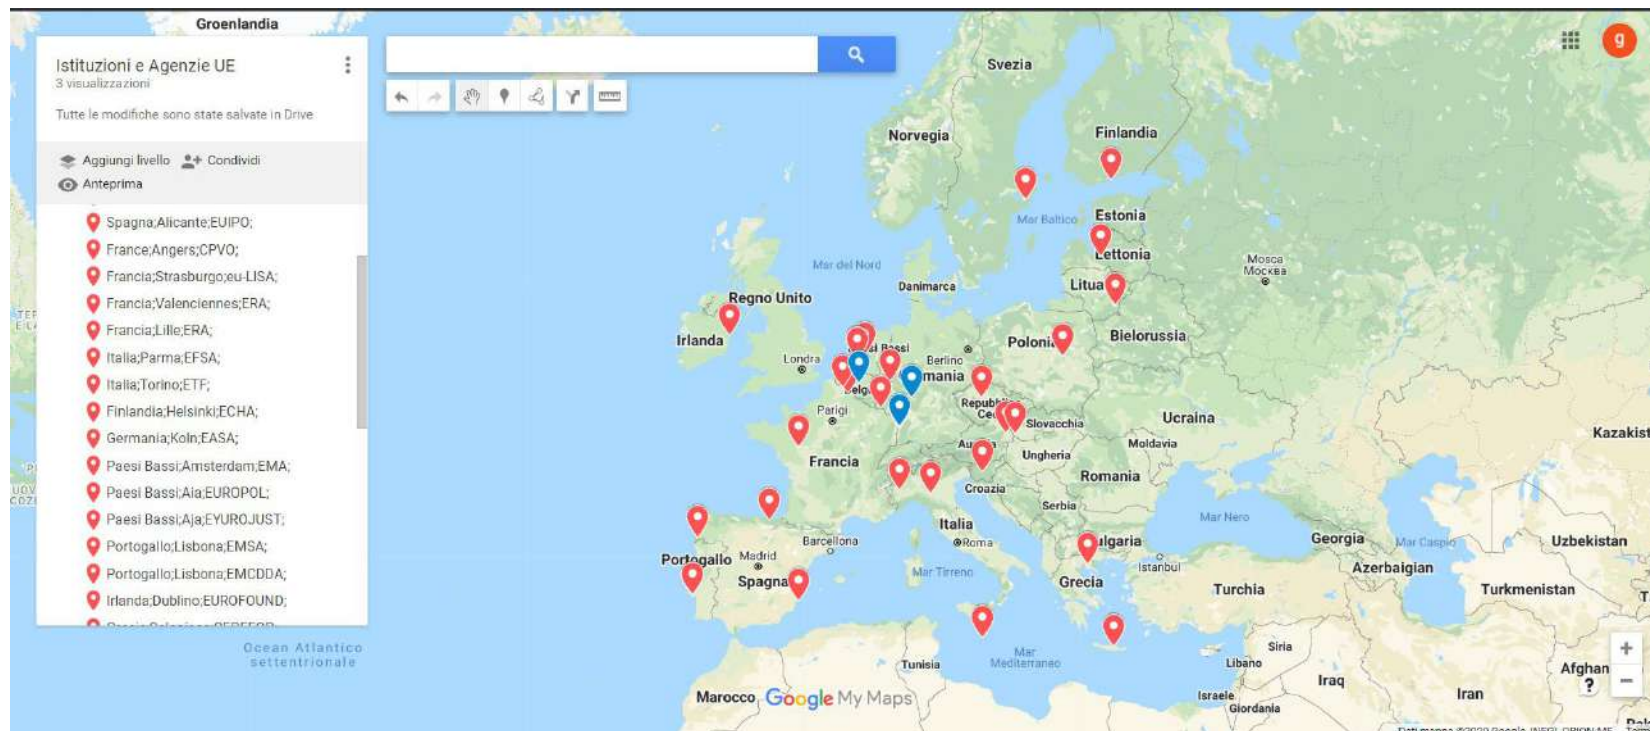 Groenlandia
Istituzioni e Agenzie UE
3 visualizzazioni
Tutte le modifiche sono state salvate in Drive
Aggiungi livello Condividi
Anteprima
Spagna;Alicante;EUIPO;
France;Angers;CPVO;
Francia;Strasburgo;eu-LISA;
Francia;Valenciennes;ERA;
Francia;Lille;ERA;
Italia;Parma;EFSA;
Italia;Torino;ETF;
Finlandia;Helsinki;ECHA;
Germania;Koln;EASA;
Paesi Bassi;Amsterdam;EMA;
Paesi Bassi;Aia;EUROPOL;
Paesi Bassi;Aja;EYUROJUST;
Portogallo;Lisbona;EMSA;
Portogallo;Lisbona;EMCDDA;
Irlanda;Dublino;EUROFOUND;
g
Svezia
Norvegia
Finlandia
Mar Baltico
Estonia
Lettonia
Mosca
Москва
Mar del Nord
Danimarca
Litua
Regno Unito
Irlanda
Bielorussia
Polonia
Londra
Bassi
Berlino
mania
Parigi
Slovacchia
Ucraina
Kazakist
Moldavia
Ungheria
Francia
Romania
Croazia
Serbia
Mar Nero
Italia
Roma
Barcellona
Georgia
Mar Caspio
Uzbekistan
Portogallo
Madrid
ulgaria
Istanbul
Azerbaigian
Mar Tirreno
Spagna
Grecia
Turchia
Turkmenistan
Ocean Atlantico
settentrionale
Mar
Mediterraneo
Siria
Tunisia
Libano
Afghan
Iraq
Iran
Marocco
Google My Maps
Israele
Giordania
?